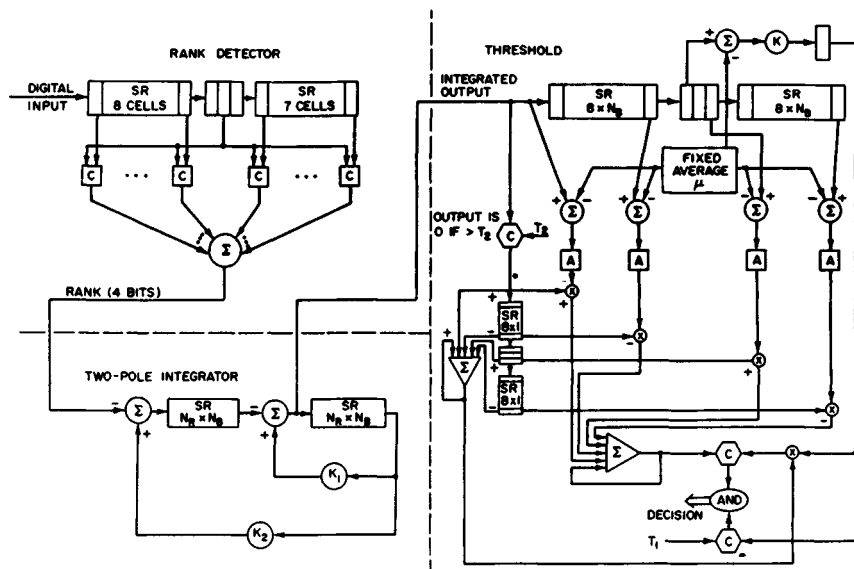 RANK DETECTOR
DIGITAL
INPUT
SR
8 CELLS
SR
7 CELLS
C
...
C
C
...
C
Σ
RANK (4 BITS)
TWO-POLE INTEGRATOR
−
Σ
+
SR
N_R × N_B
−
Σ
+
SR
N_R × N_B
K₁
K₂
THRESHOLD
INTEGRATED
OUTPUT
SR
8 × N_B
SR
8 × N_B
+
Σ
−
K
FIXED
AVERAGE
μ
+
Σ
−
+
Σ
−
−
Σ
+
−
Σ
+
A
A
A
A
OUTPUT IS
0 IF > T₂
C
T₂
+
SR
8×1
−
+
SR
8×1
−
+
Σ
×
×
−
×
+
×
−
Σ
C
×
AND
DECISION
T₁
C
−